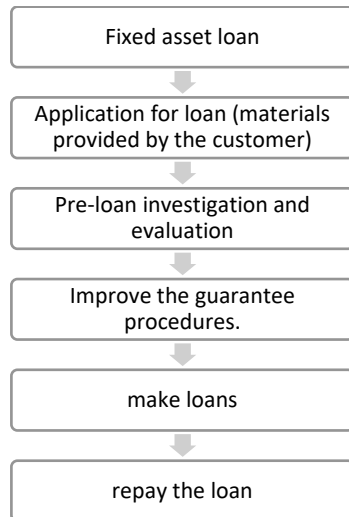 Fixed asset loan
Application for loan (materials
provided by the customer)
Pre-loan investigation and
evaluation
Improve the guarantee
procedures.
make loans
repay the loan